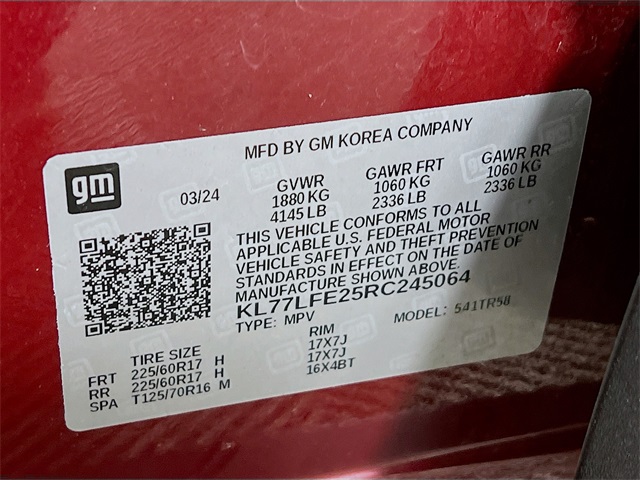 MFD BY GM KOREA COMPANY
gm
03/24
GVWR
1880 KG
4145 LB
GAWR FRT
1060 KG
2336 LB
GAWR RR
1060 KG
2336 LB
THIS VEHICLE CONFORMS TO ALL
APPLICABLE U.S. FEDERAL MOTOR
VEHICLE SAFETY AND THEFT PREVENTION
STANDARDS IN EFFECT ON THE DATE OF
MANUFACTURE SHOWN ABOVE.
KL77LFE25RC245064
TYPE: MPV MODEL: 541TR58
TIRE SIZE RIM
FRT 225/60R17 H 17X7J
RR 225/60R17 H 17X7J
SPA T125/70R16 M 16X4BT